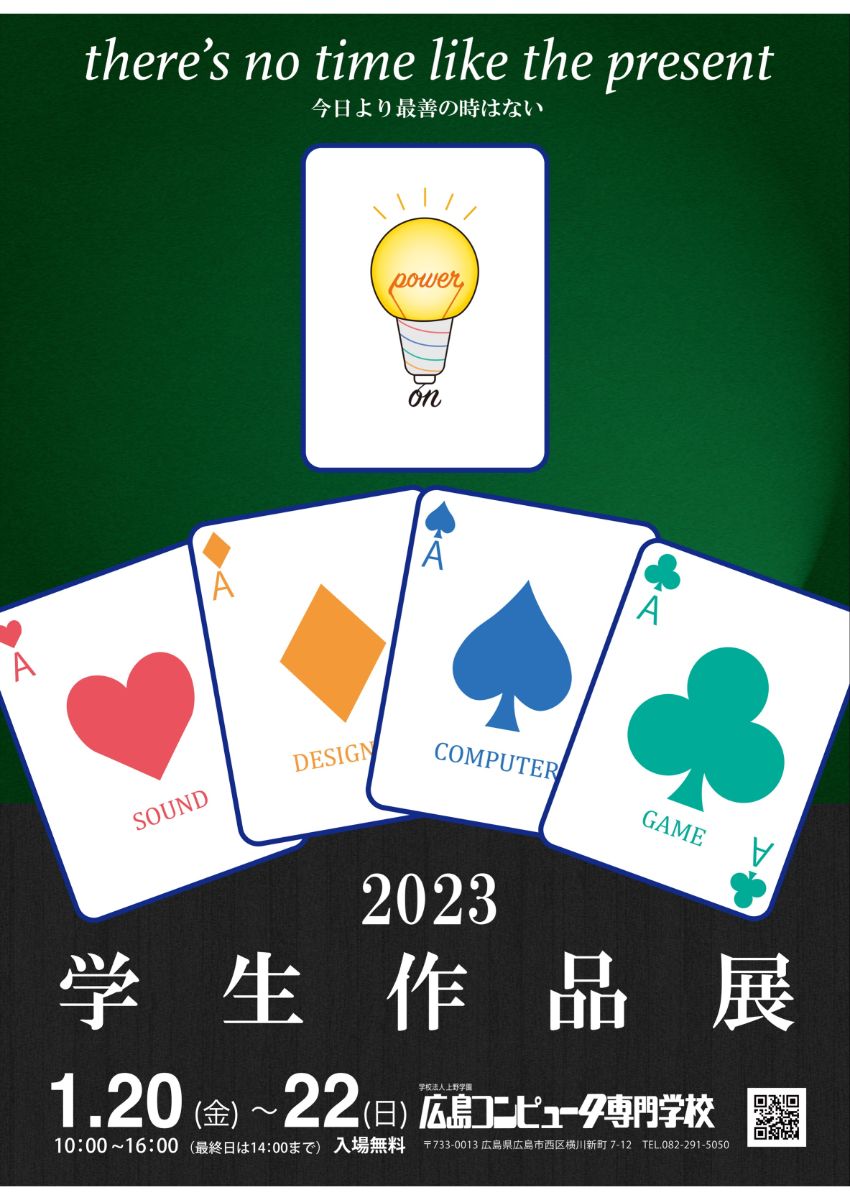 there's no time like the present
今日より最善の時はない
power
on
A
A
A
A
SOUND
DESIGN
COMPUTER
GAME
A
2023
学生作品展
1.20(金)～22(日)
10:00~16:00(最終日は14:00まで)入場無料
学校法人上野学園
広島コンピュータ専門学校
〒733-0013 広島県広島市西区横川新町 7-12 TEL.082-291-5050